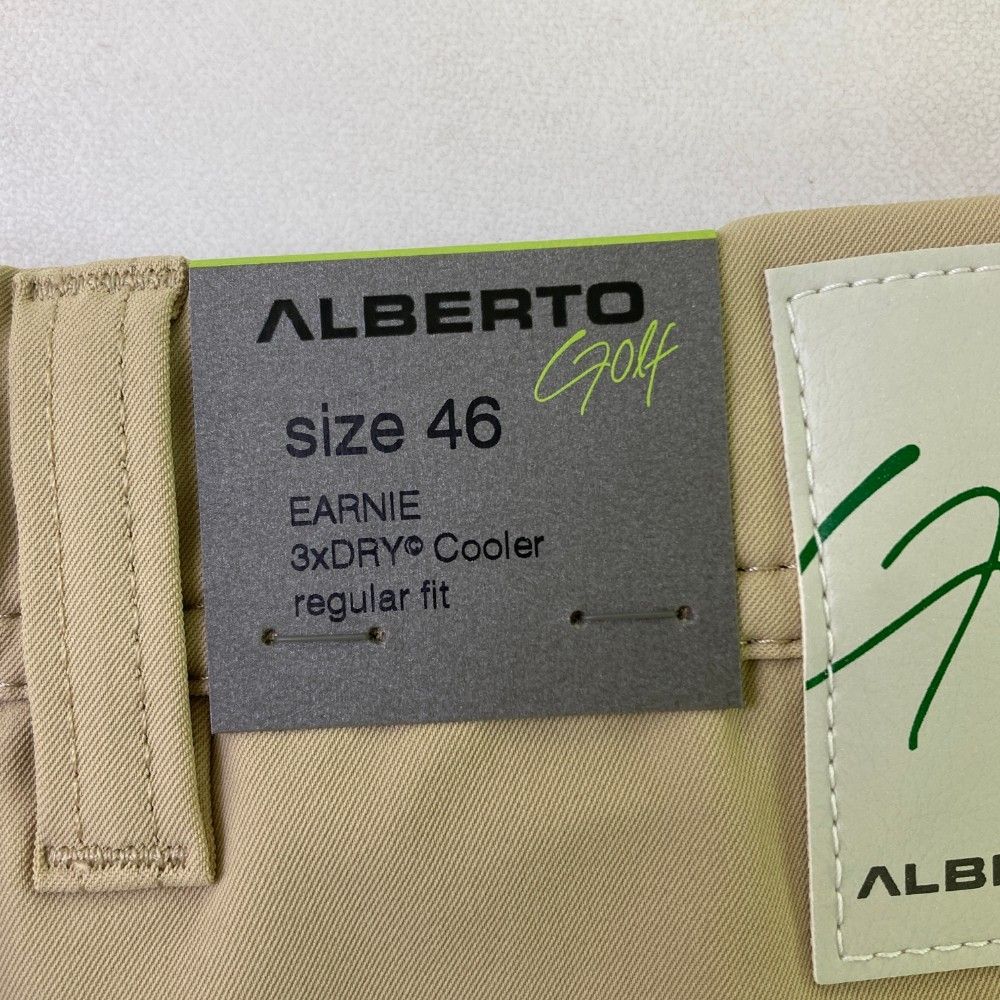 ALBERTO
Golf
size 46
EARNIE
3xDRY© Cooler
regular fit